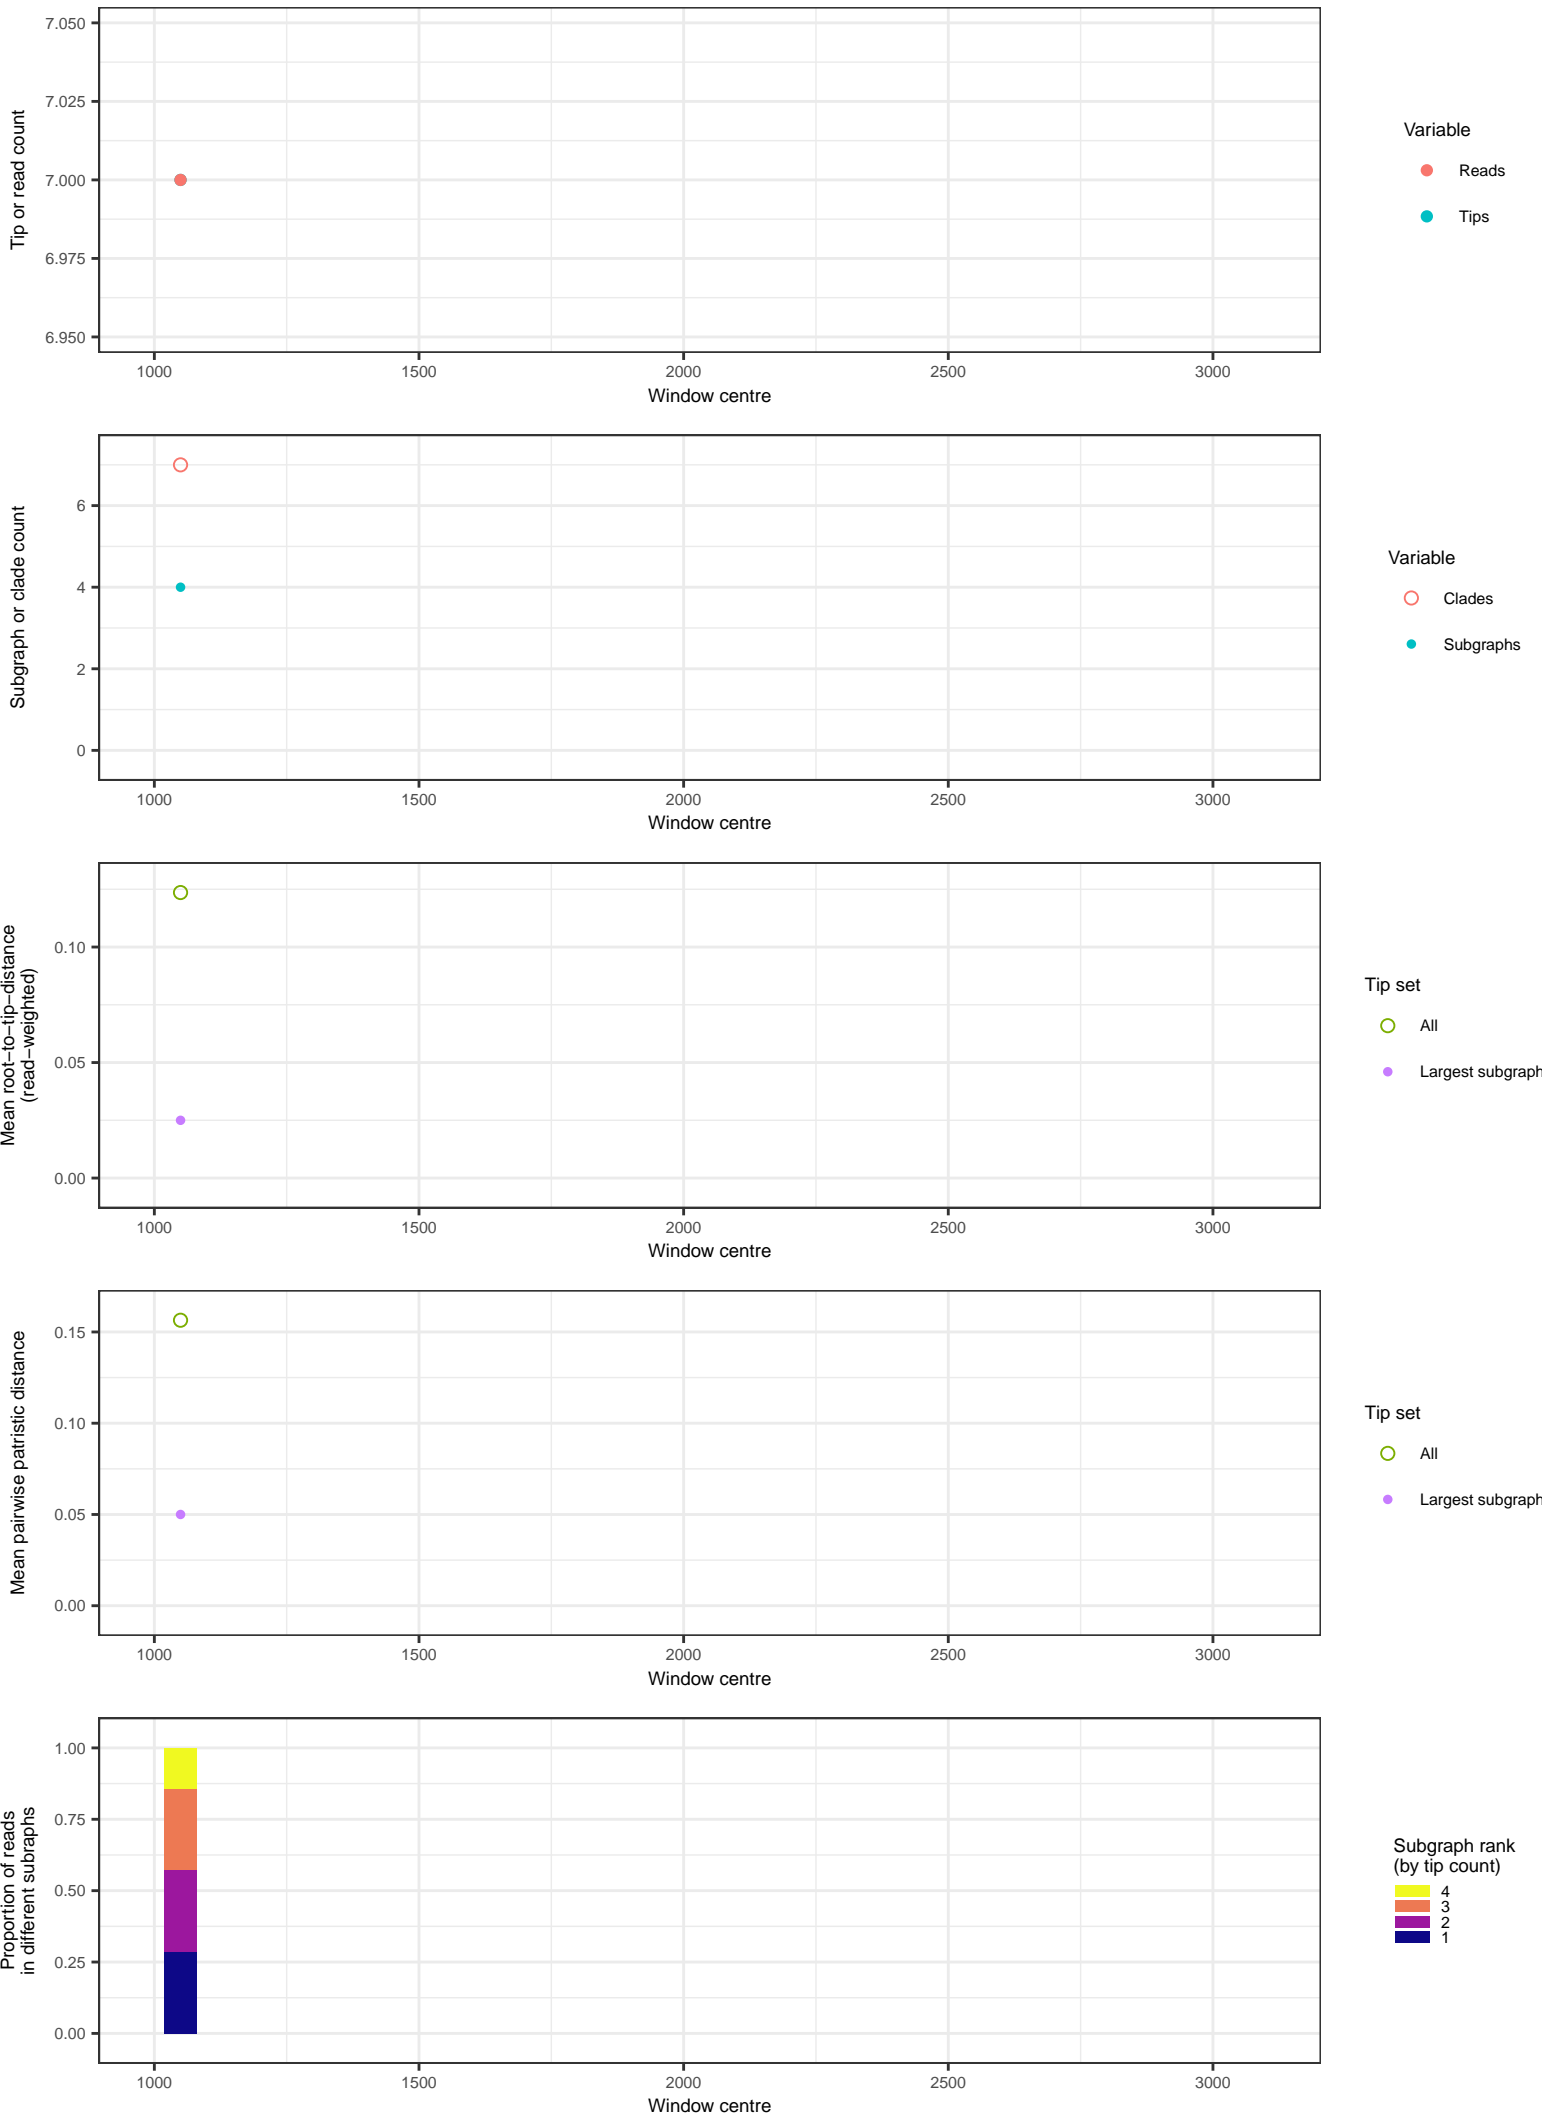 7.050
7.025
7.000
6.975
6.950
Tip or read count
1000 1500 2000 2500 3000
Window centre
Variable
Reads
Tips
6
4
2
0
Subgraph or clade count
1000 1500 2000 2500 3000
Window centre
Variable
Clades
Subgraphs
0.10
0.05
0.00
Mean root−to−tip−distance
(read−weighted)
1000 1500 2000 2500 3000
Window centre
Tip set
All
Largest subgraph
0.15
0.10
0.05
0.00
Mean pairwise patristic distance
1000 1500 2000 2500 3000
Window centre
Tip set
All
Largest subgraph
1.00
0.75
0.50
0.25
0.00
Proportion of reads
in different subraphs
1000 1500 2000 2500 3000
Window centre
Subgraph rank
(by tip count)
4
3
2
1